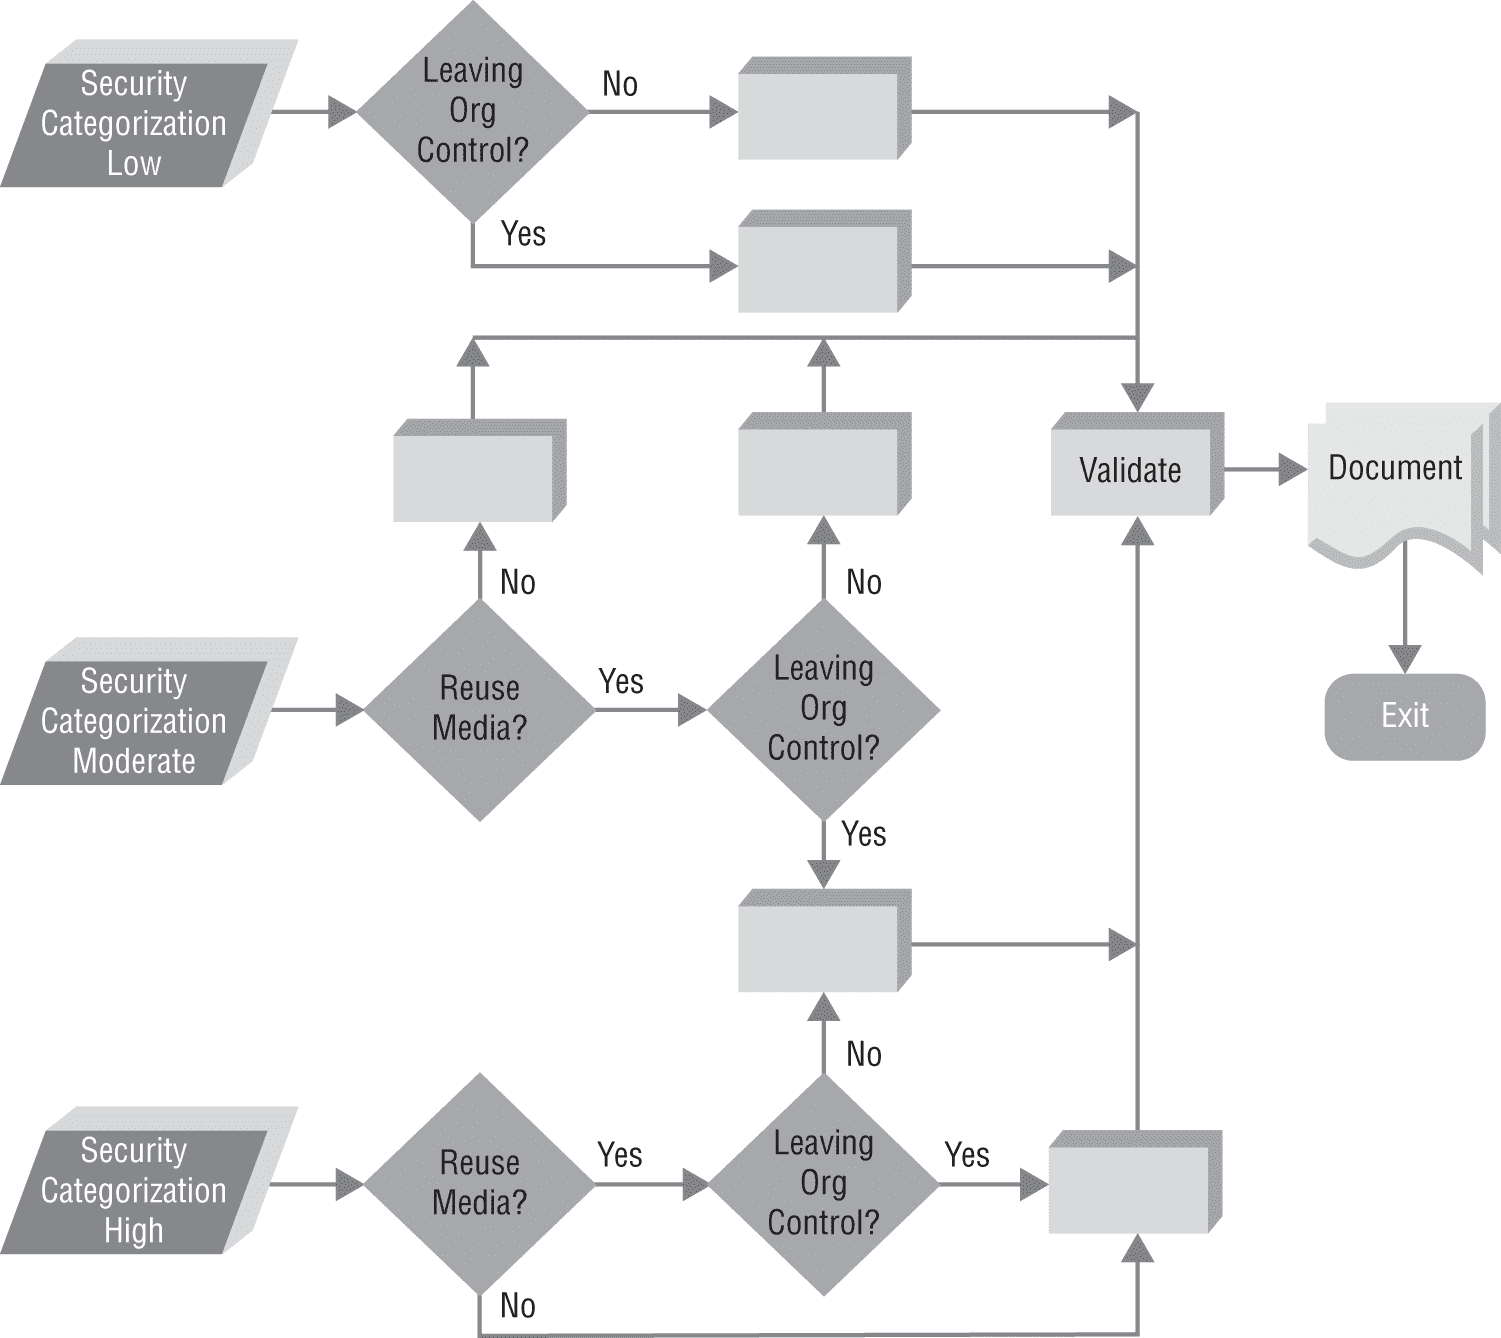 Security
Categorization
Low
Leaving
Org
Control?
No
Yes
Validate
Document
No
No
Security
Categorization
Moderate
Reuse
Media?
Yes
Leaving
Org
Control?
Exit
Yes
No
Security
Categorization
High
Reuse
Media?
Yes
Leaving
Org
Control?
Yes
No